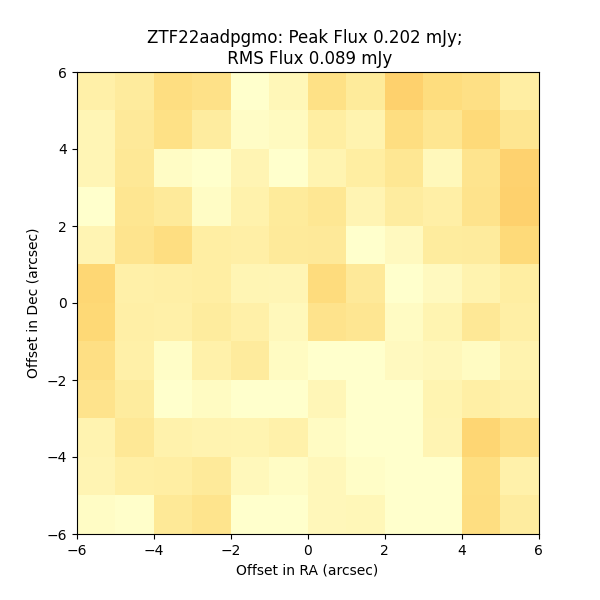 ZTF22aadpgmo: Peak Flux 0.202 mJy;
RMS Flux 0.089 mJy
6
4
2
0
−2
−4
−6
Offset in Dec (arcsec)
−6 −4 −2 0 2 4 6
Offset in RA (arcsec)